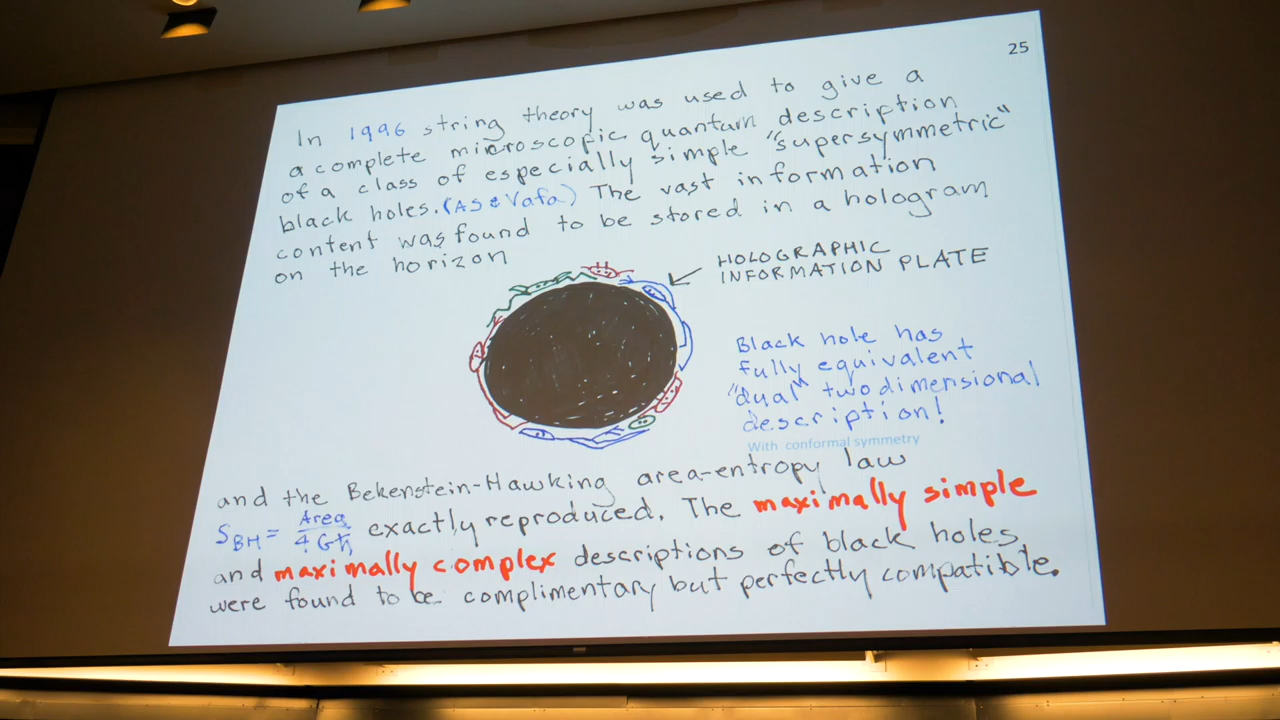 25
In 1996 string theory was used to give a
a complete microscopic quantum description
of a class of especially simple "supersymmetric"
black holes. (AS & Vafa) The vast information
content was found to be stored in a hologram
on the horizon
HOLOGRAPHIC
INFORMATION PLATE
Black hole has
fully equivalent
"dual" two dimensional
description!
With conformal symmetry
and the Bekenstein-Hawking area-entropy law
S_BH = Area / 4 G ħ exactly reproduced. The maximally simple
and maximally complex descriptions of black holes
were found to be complimentary but perfectly compatible.